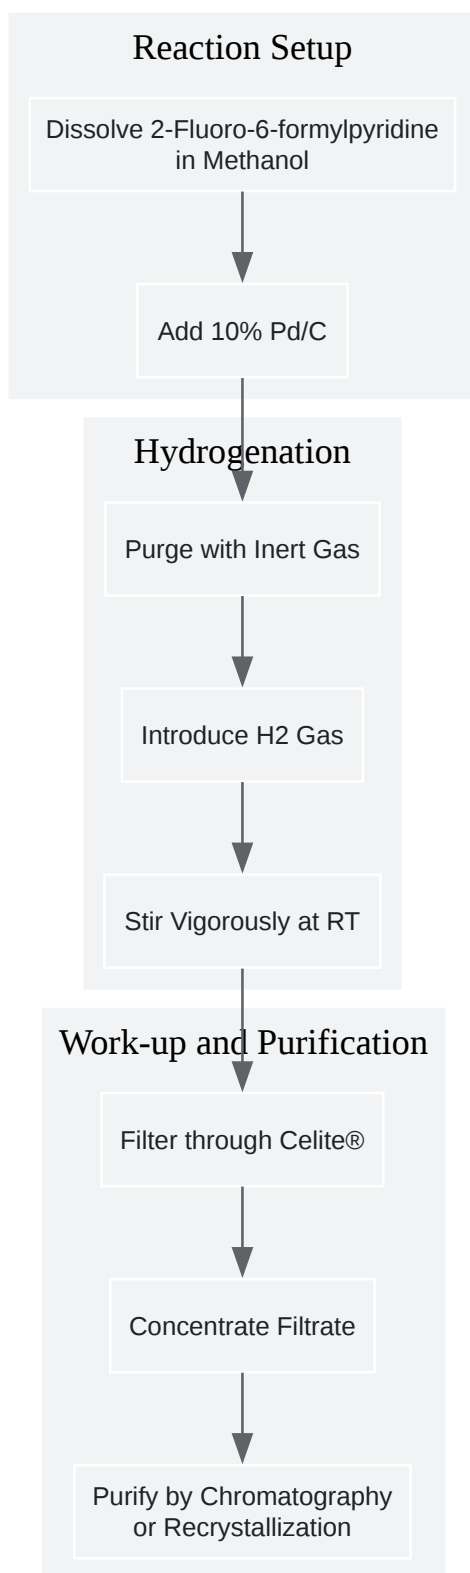 Reaction Setup
Dissolve 2-Fluoro-6-formylpyridine
in Methanol
Add 10% Pd/C
Hydrogenation
Purge with Inert Gas
Introduce H2 Gas
Stir Vigorously at RT
Work-up and Purification
Filter through Celite®
Concentrate Filtrate
Purify by Chromatography
or Recrystallization